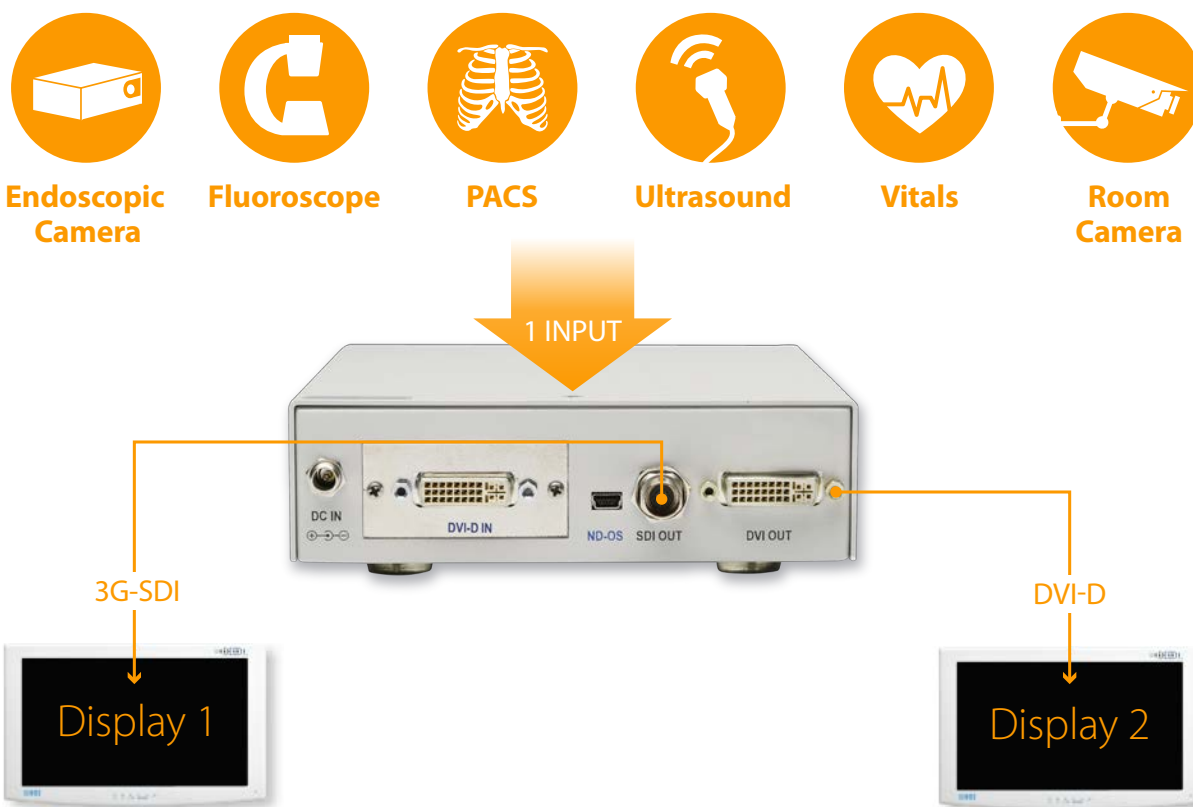 Endoscopic
Camera
Fluoroscope
PACS
Ultrasound
Vitals
Room
Camera
1 INPUT
DC IN
DVI-D IN
ND-OS
SDI OUT
DVI OUT
3G-SDI
DVI-D
Display 1
Display 2